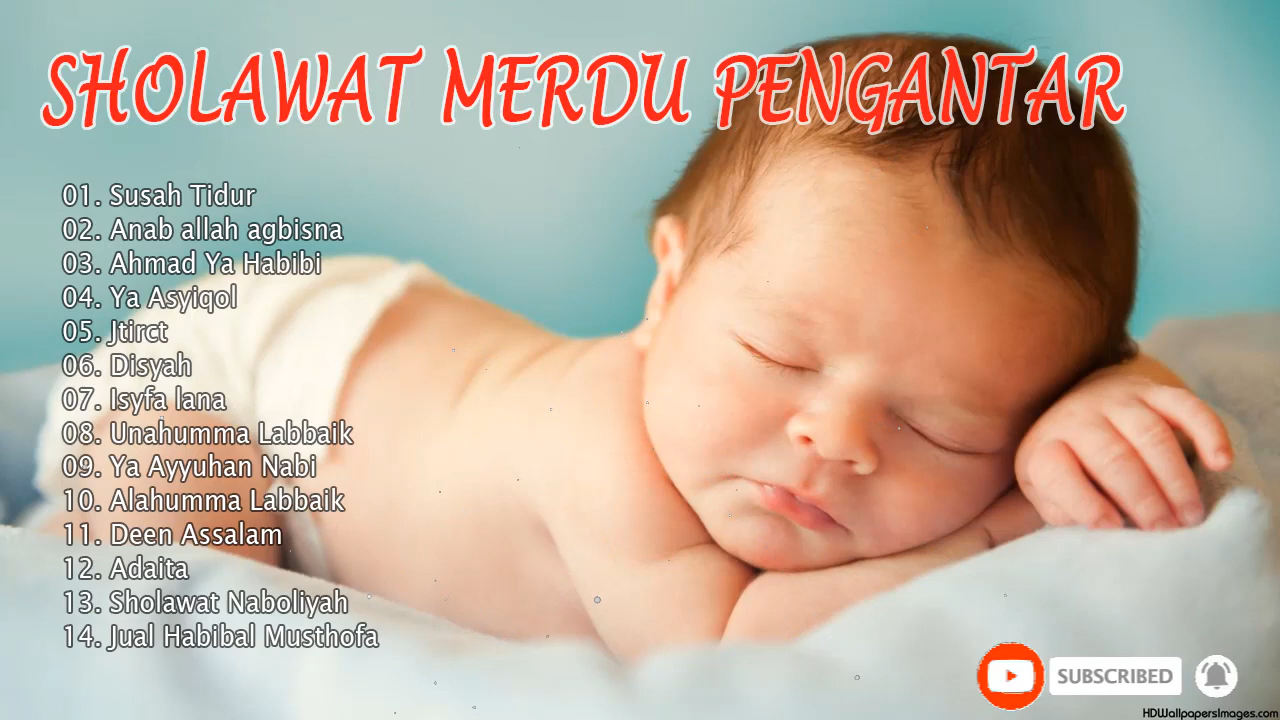 SHOLAWAT MERDU PENGANTAR
01. Susah Tidur
02. Anab allah agbisna
03. Ahmad Ya Habibi
04. Ya Asyiqol
05. Jtirct
06. Disyah
07. Isyfa lana
08. Unahumma Labbaik
09. Ya Ayyuhan Nabi
10. Alahumma Labbaik
11. Deen Assalam
12. Adaita
13. Sholawat Naboliyah
14. Jual Habibal Musthofa
SUBSCRIBED
HDWallpapersImages.com